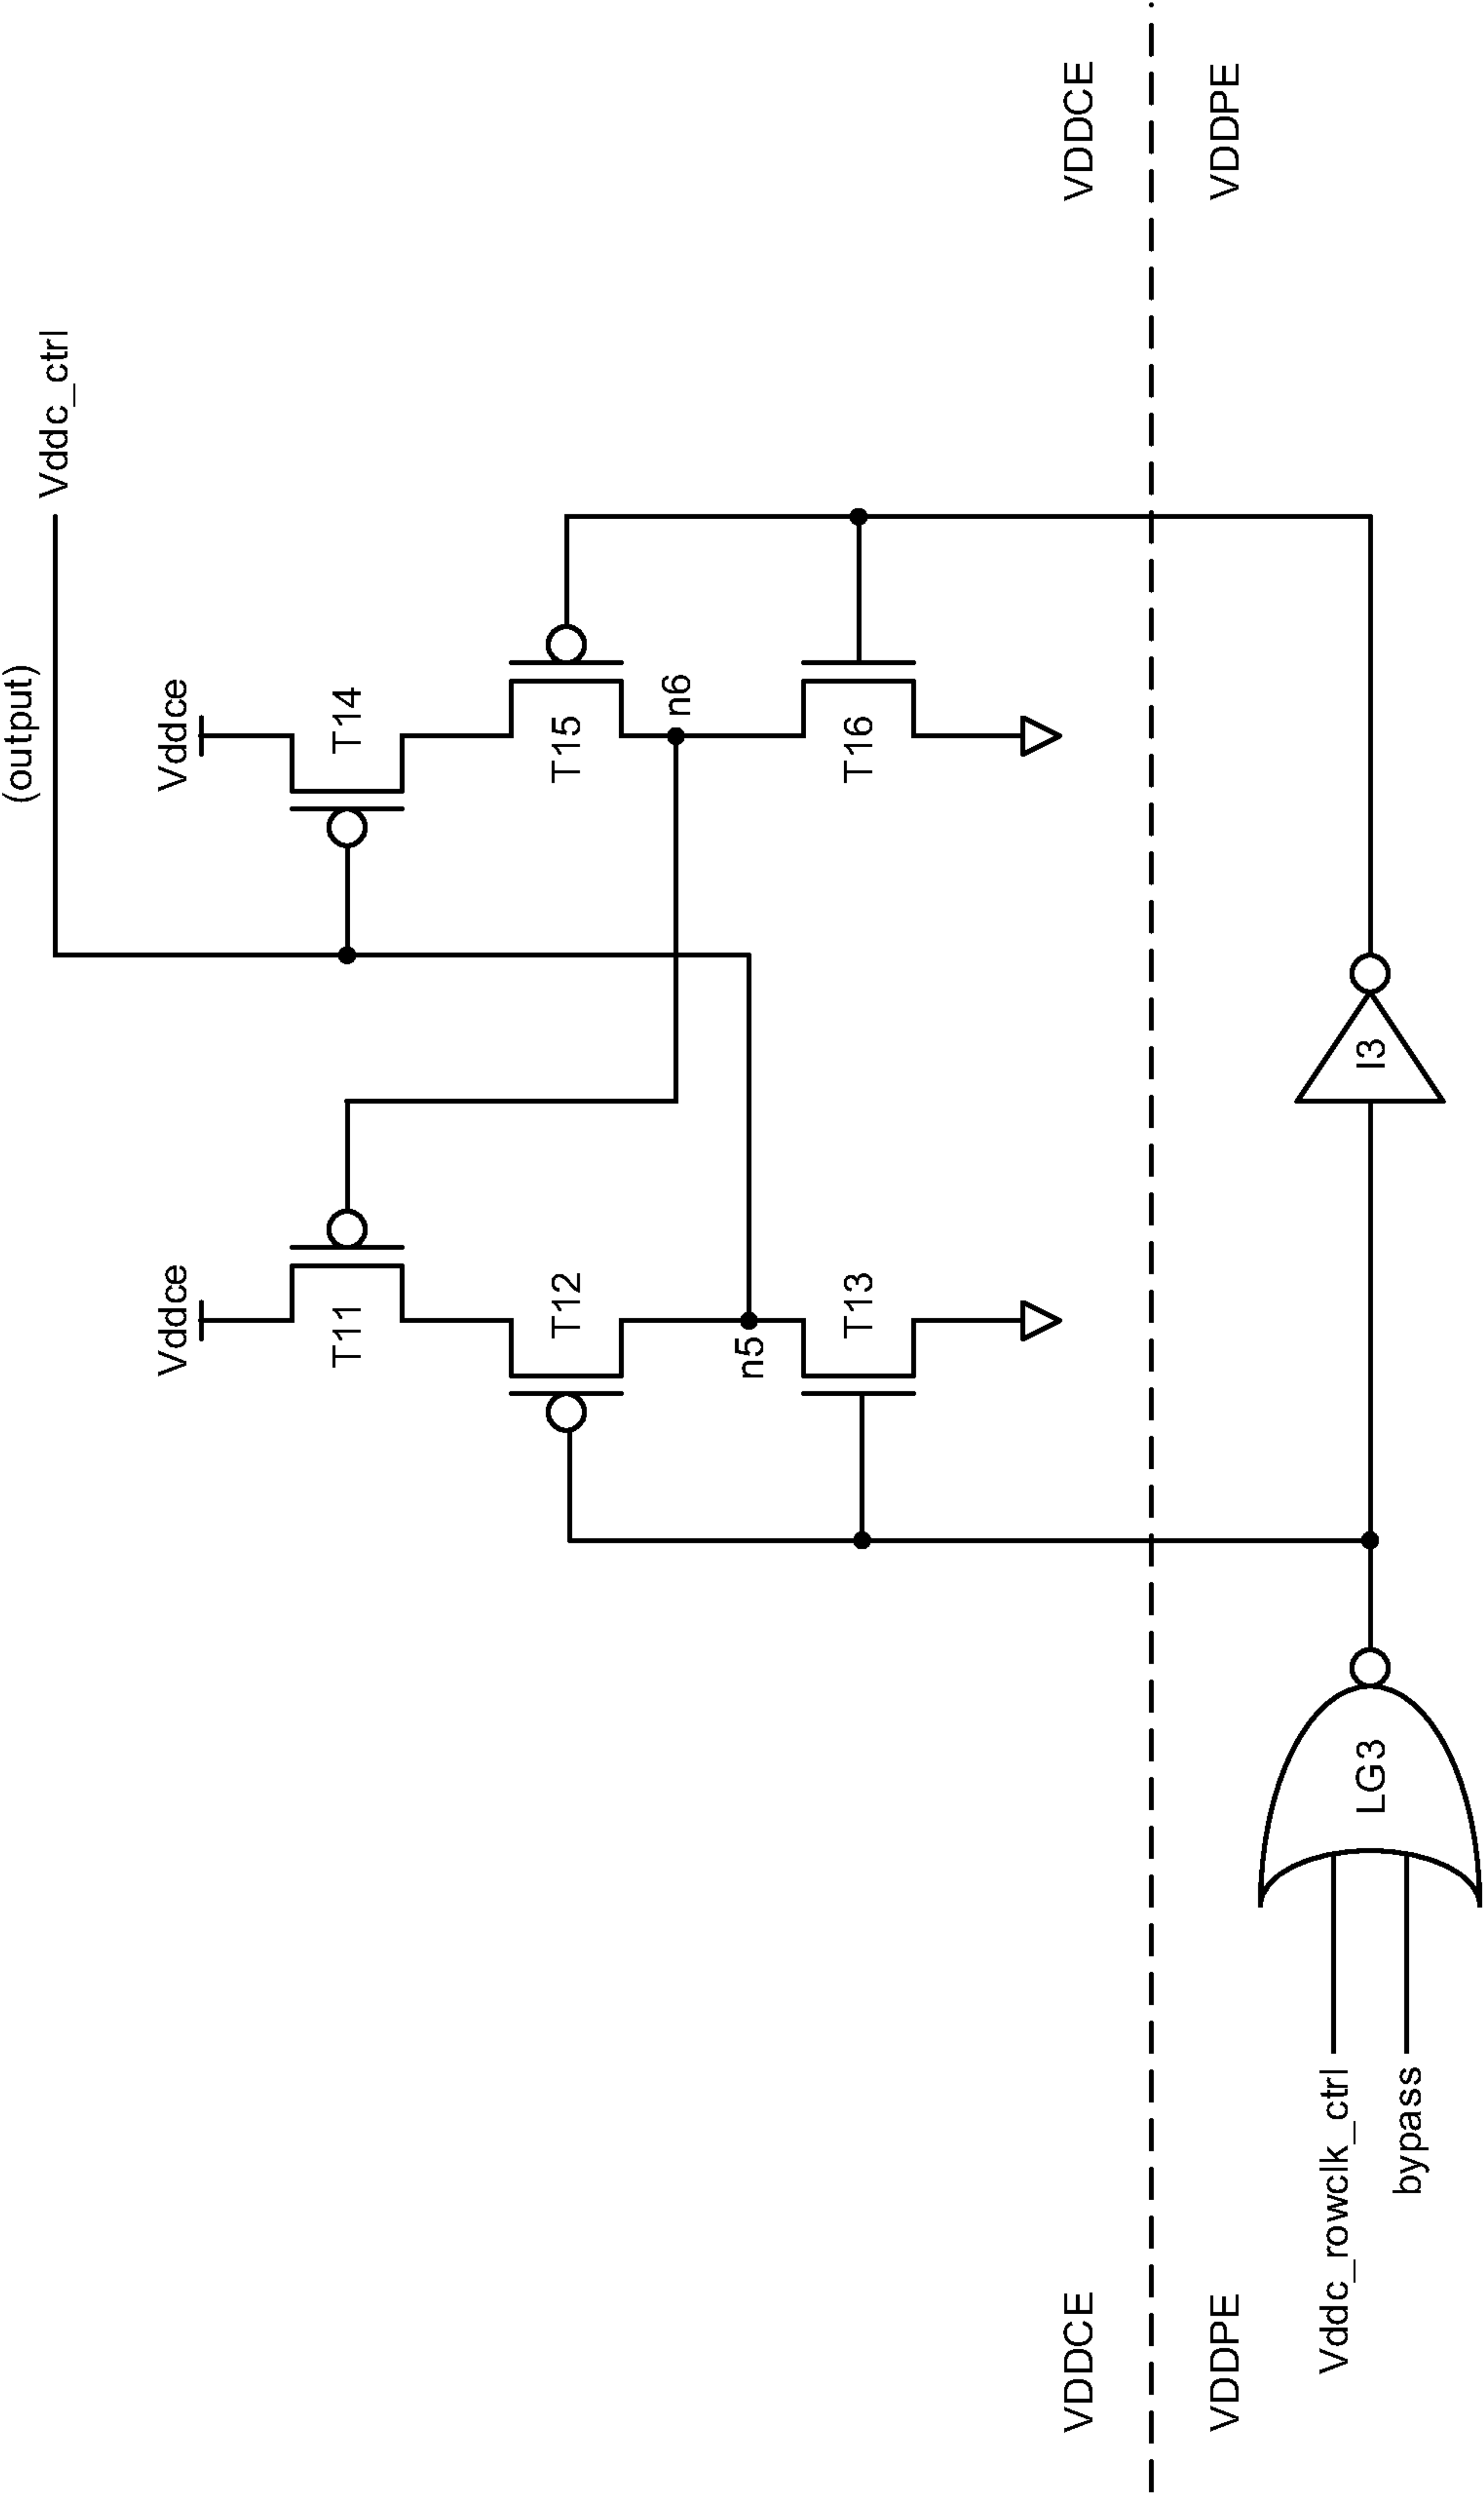 (output)
Vddc_ctrl
Vddce
Vddce
T11
T14
T12
T15
n5
n6
T13
T16
VDDCE
VDDCE
VDDPE
VDDPE
Vddc_rowclk_ctrl
bypass
LG3
I3